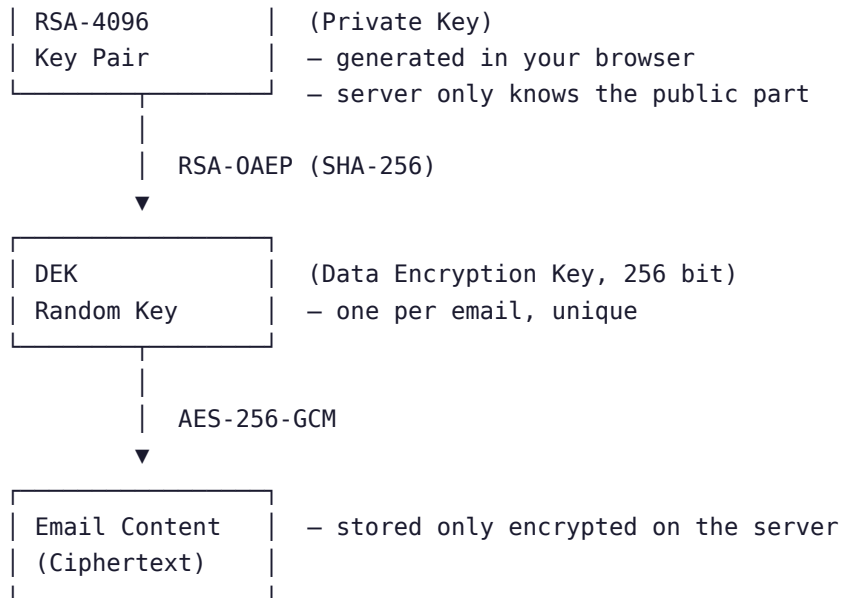 RSA-4096 (Private Key)
Key Pair – generated in your browser
– server only knows the public part
RSA-OAEP (SHA-256)
DEK (Data Encryption Key, 256 bit)
Random Key – one per email, unique
AES-256-GCM
Email Content – stored only encrypted on the server
(Ciphertext)